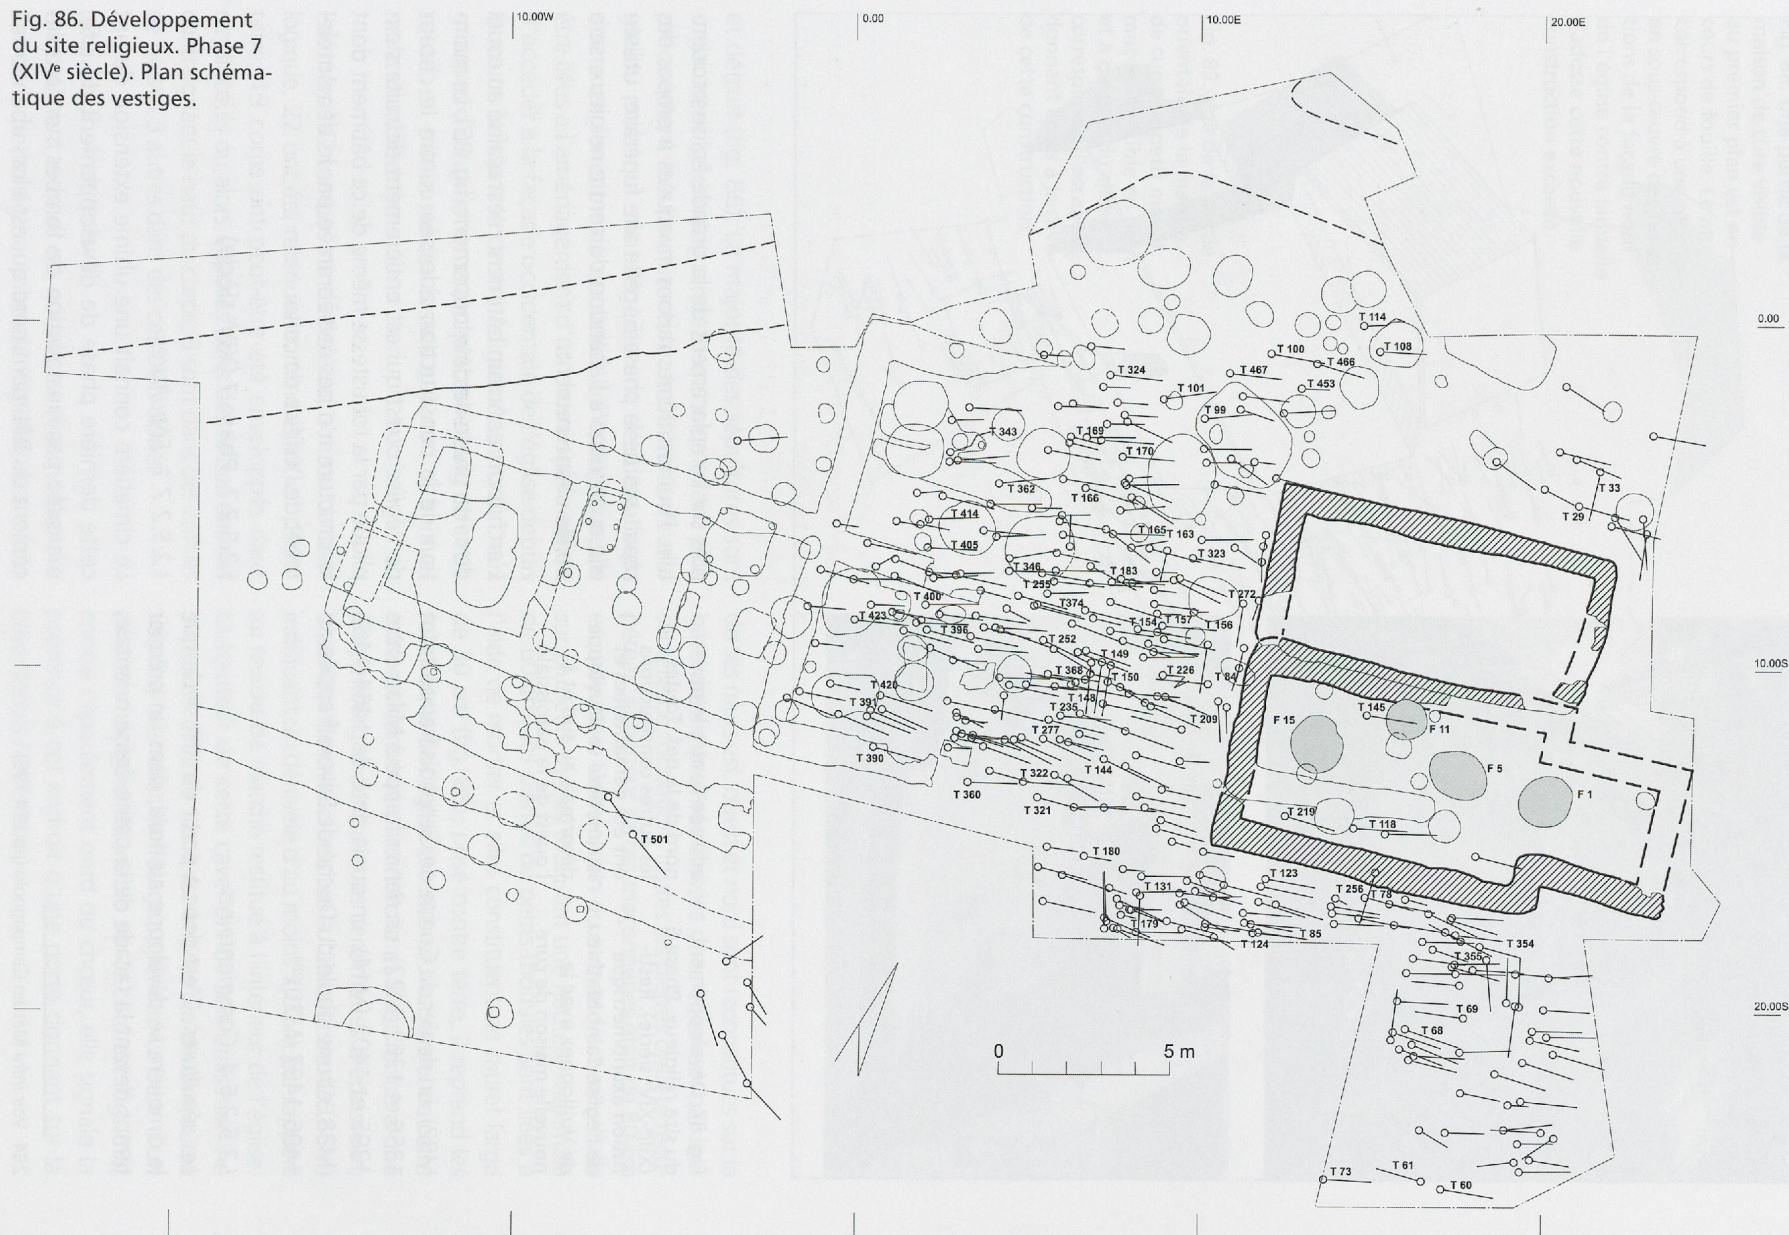 Fig. 86. Développement
du site religieux. Phase 7
(XIVe siècle). Plan schéma-
tique des vestiges.
10.00W
0.00
10.00E
20.00E
0.00
T 114
T 100
T 466
T 108
T 324
T 467
T 101
T 453
T 99
T 343
T 169
T 170
T 362
T 166
T 33
T 414
T 165
T 163
T 29
T 405
T 323
T 346
T 183
T 255
T 400
T 374
T 272
T 423
T 396
T 154
T 157
T 156
T 252
T 149
T 368
T 150
T 226
T 84
10.00S
T 420
T 391
T 148
T 235
T 209
T 145
F 15
F 11
T 277
T 390
T 144
T 322
F 5
T 360
T 321
F 1
T 219
T 118
T 501
T 180
T 123
T 131
T 256
T 78
T 179
T 85
T 124
T 354
T 355
20.00S
T 69
T 68
0
5 m
T 73
T 61
T 60